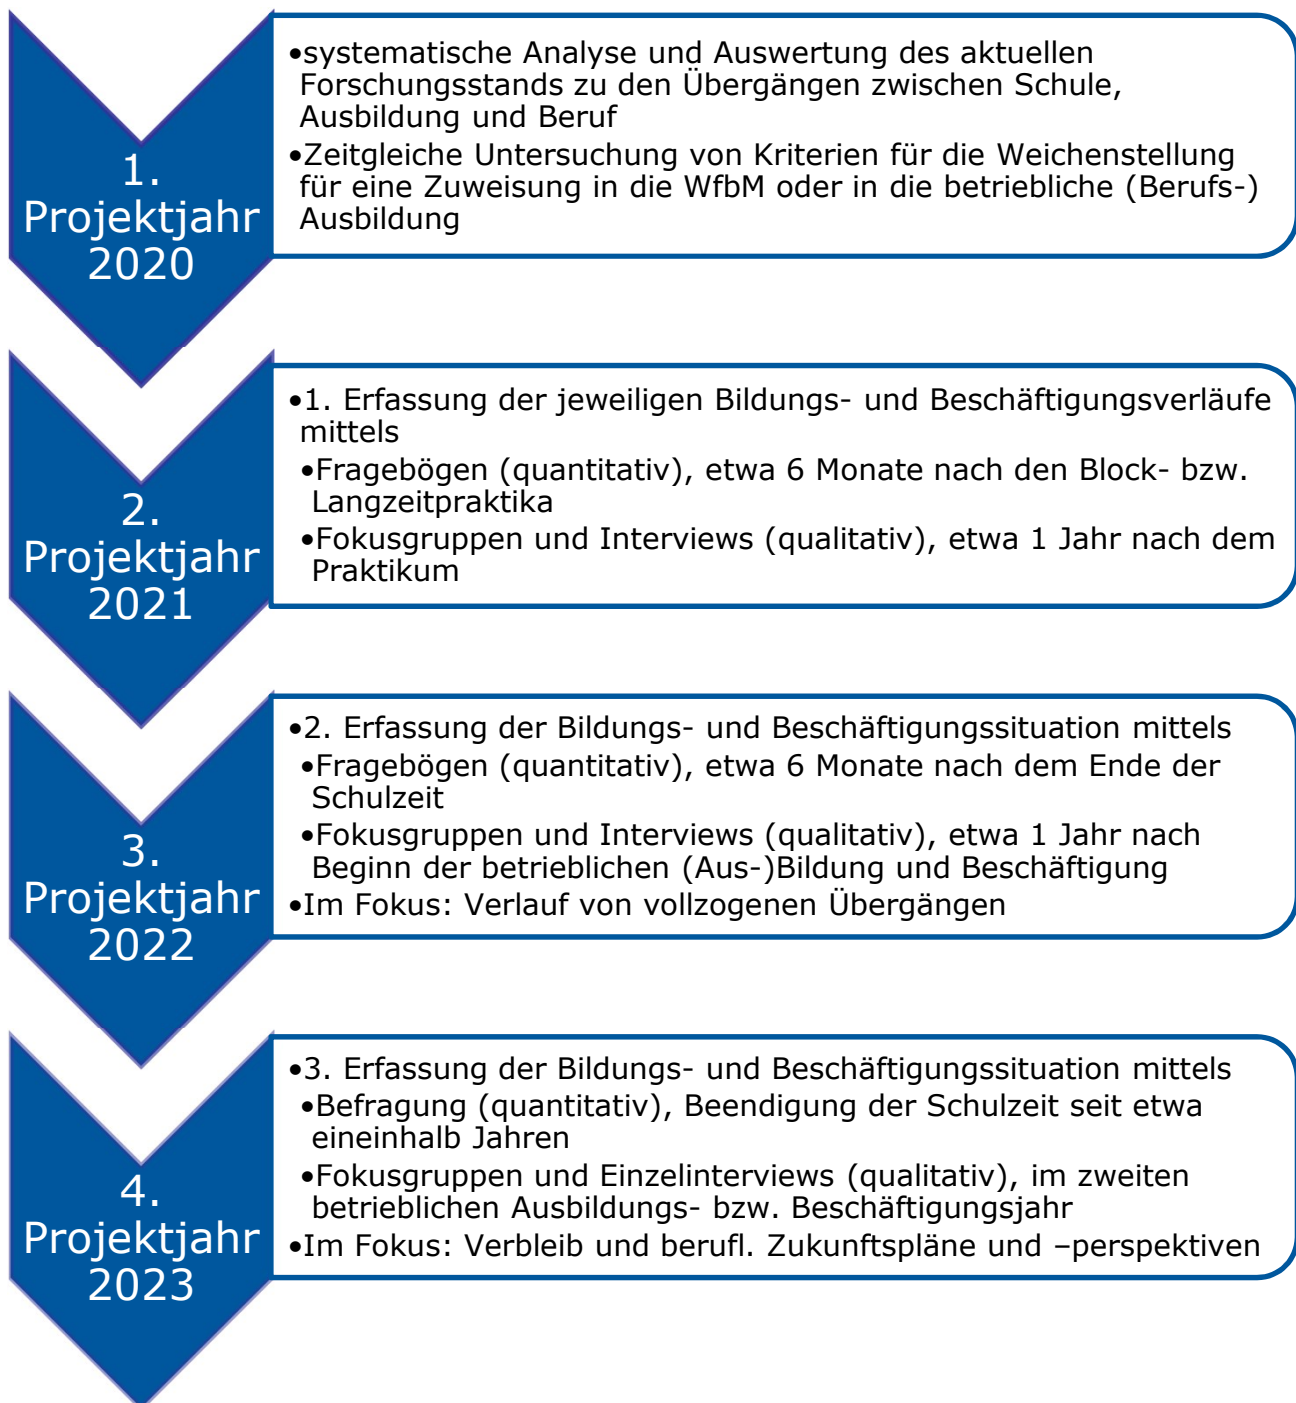 1.
Projektjahr
2020
•systematische Analyse und Auswertung des aktuellen
Forschungsstands zu den Übergängen zwischen Schule,
Ausbildung und Beruf
•Zeitgleiche Untersuchung von Kriterien für die Weichenstellung
für eine Zuweisung in die WfbM oder in die betriebliche (Berufs-)
Ausbildung
2.
Projektjahr
2021
•1. Erfassung der jeweiligen Bildungs- und Beschäftigungsverläufe
mittels
•Fragebögen (quantitativ), etwa 6 Monate nach den Block- bzw.
Langzeitpraktika
•Fokusgruppen und Interviews (qualitativ), etwa 1 Jahr nach dem
Praktikum
3.
Projektjahr
2022
•2. Erfassung der Bildungs- und Beschäftigungssituation mittels
•Fragebögen (quantitativ), etwa 6 Monate nach dem Ende der
Schulzeit
•Fokusgruppen und Interviews (qualitativ), etwa 1 Jahr nach
Beginn der betrieblichen (Aus-)Bildung und Beschäftigung
•Im Fokus: Verlauf von vollzogenen Übergängen
4.
Projektjahr
2023
•3. Erfassung der Bildungs- und Beschäftigungssituation mittels
•Befragung (quantitativ), Beendigung der Schulzeit seit etwa
eineinhalb Jahren
•Fokusgruppen und Einzelinterviews (qualitativ), im zweiten
betrieblichen Ausbildungs- bzw. Beschäftigungsjahr
•Im Fokus: Verbleib und berufl. Zukunftspläne und –perspektiven